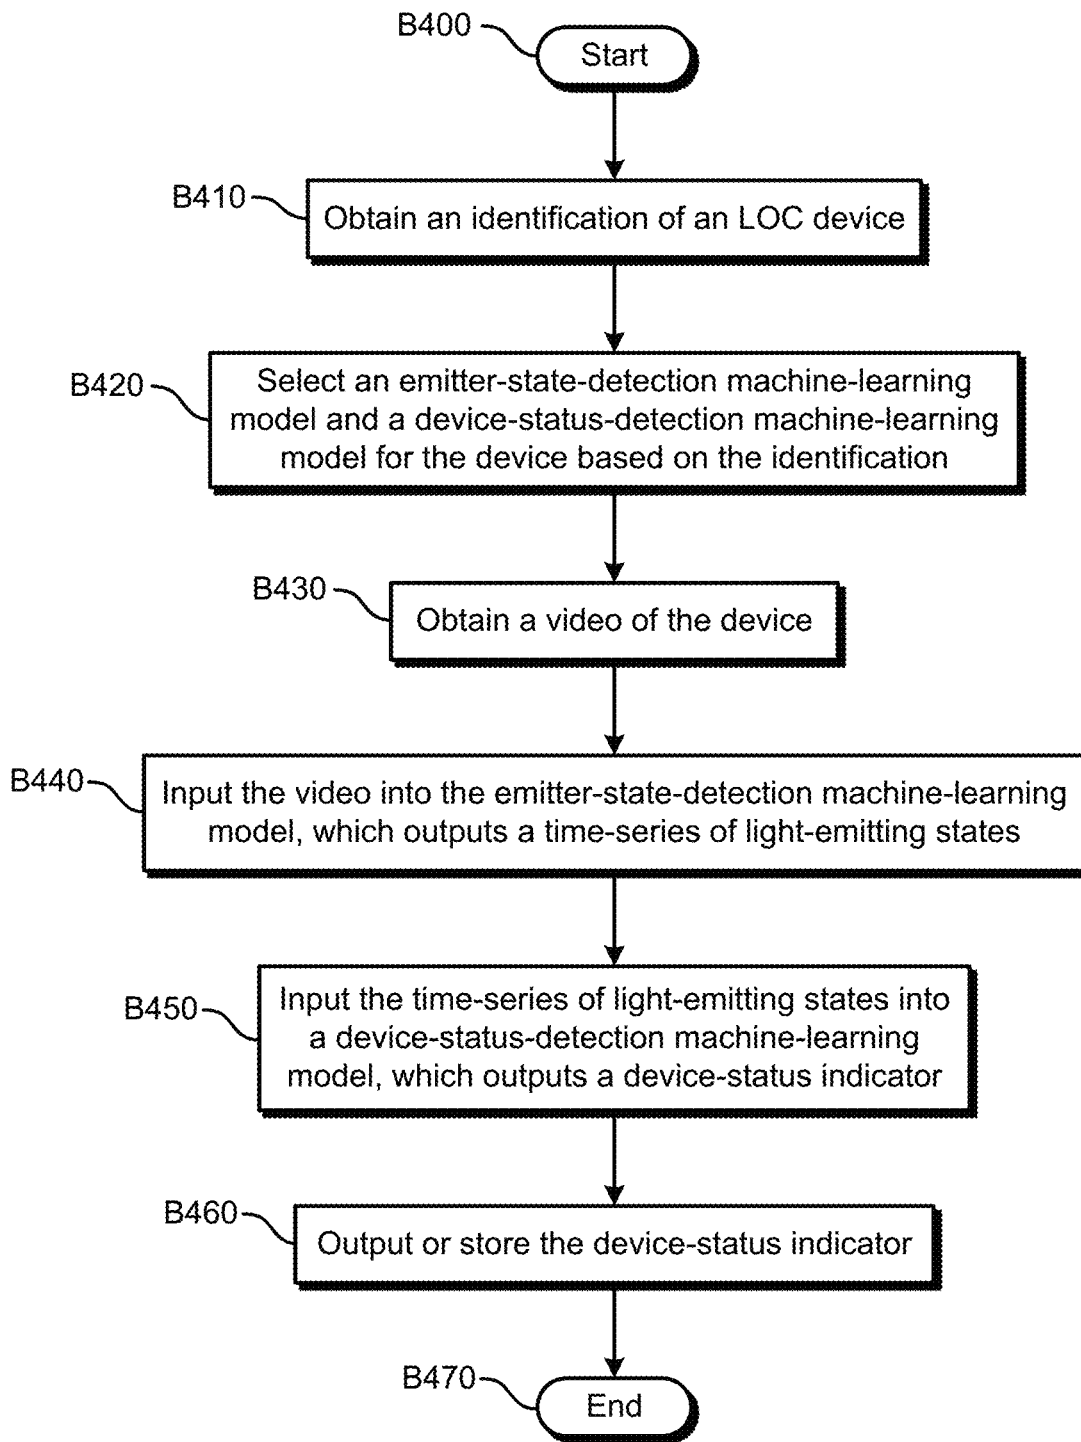 B400
Start
B410
Obtain an identification of an LOC device
B420
Select an emitter-state-detection machine-learning
model and a device-status-detection machine-learning
model for the device based on the identification
B430
Obtain a video of the device
B440
Input the video into the emitter-state-detection machine-learning
model, which outputs a time-series of light-emitting states
B450
Input the time-series of light-emitting states into
a device-status-detection machine-learning
model, which outputs a device-status indicator
B460
Output or store the device-status indicator
B470
End